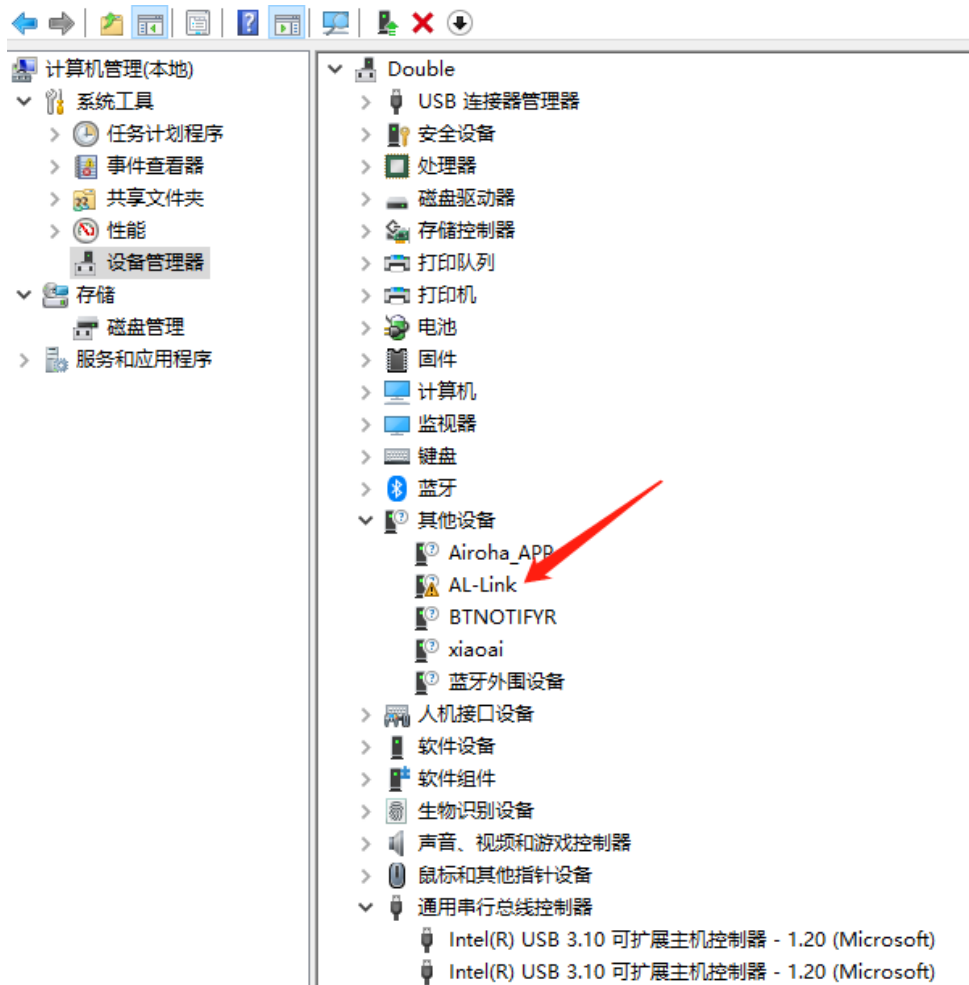 计算机管理(本地)
系统工具
任务计划程序
事件查看器
共享文件夹
性能
设备管理器
存储
磁盘管理
服务和应用程序
Double
USB 连接器管理器
安全设备
处理器
磁盘驱动器
存储控制器
打印队列
打印机
电池
固件
计算机
监视器
键盘
蓝牙
其他设备
Airoha_APP
AL-Link
BTNOTIFYR
xiaoai
蓝牙外围设备
人机接口设备
软件设备
软件组件
生物识别设备
声音、视频和游戏控制器
鼠标和其他指针设备
通用串行总线控制器
Intel(R) USB 3.10 可扩展主机控制器 - 1.20 (Microsoft)
Intel(R) USB 3.10 可扩展主机控制器 - 1.20 (Microsoft)